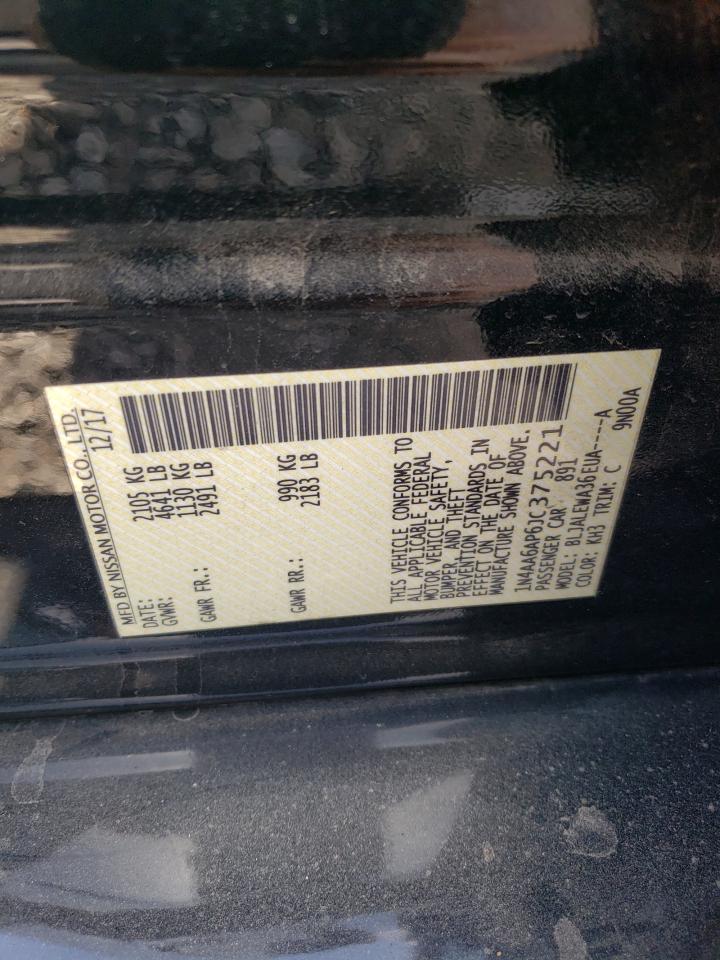 MFD BY NISSAN MOTOR CO., LTD.
DATE: 12/17
GVWR: 2105 KG
4641 LB
GAWR FR.: 1130 KG
2491 LB
GAWR RR.: 990 KG
2183 LB
THIS VEHICLE CONFORMS TO
ALL APPLICABLE FEDERAL
MOTOR VEHICLE SAFETY,
BUMPER, AND THEFT
PREVENTION STANDARDS IN
EFFECT ON THE DATE OF
MANUFACTURE SHOWN ABOVE.
1N4AA6AP6JC375221
PASSENGER CAR 891
MODEL: BLJALEWA36EUA----A
COLOR: KH3 TRIM: C 9N00A